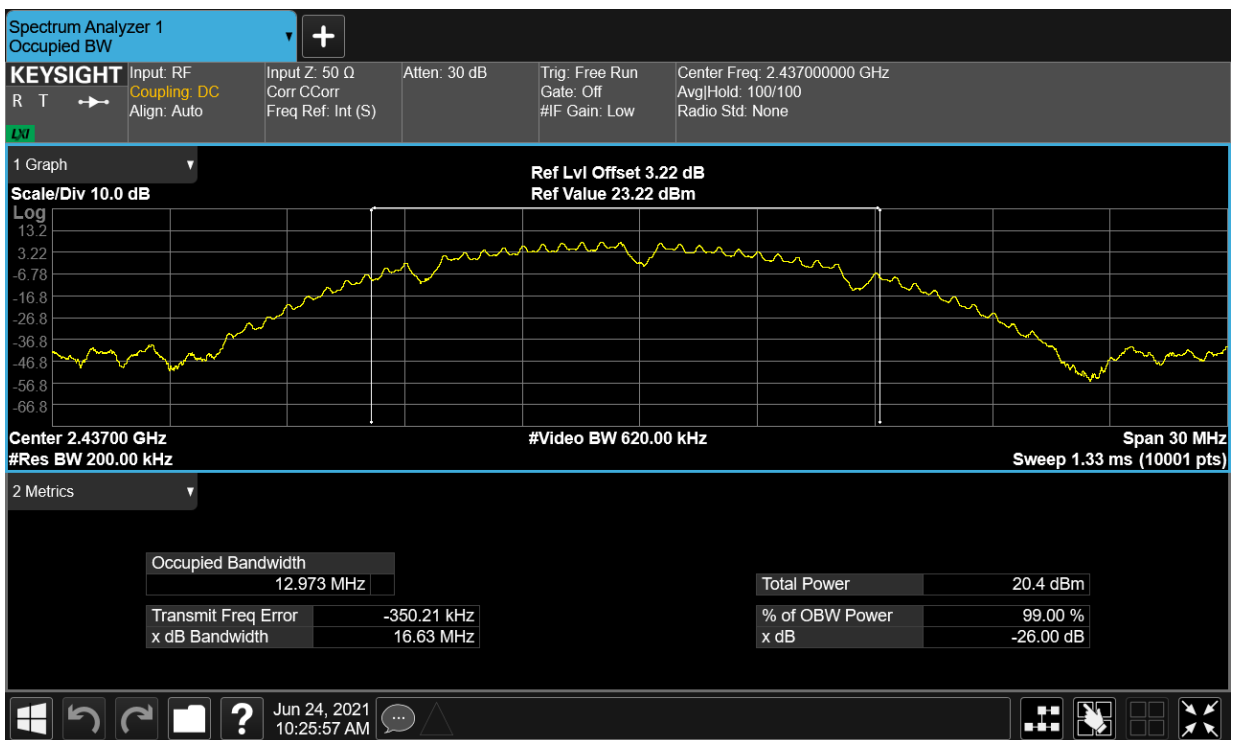 Spectrum Analyzer 1
Occupied BW
KEYSIGHT
R T
LXI
Input: RF
Coupling: DC
Align: Auto
Input Z: 50 Ω
Corr CCorr
Freq Ref: Int (S)
Atten: 30 dB
Trig: Free Run
Gate: Off
#IF Gain: Low
Center Freq: 2.437000000 GHz
Avg|Hold: 100/100
Radio Std: None
1 Graph
Scale/Div 10.0 dB
Ref Lvl Offset 3.22 dB
Ref Value 23.22 dBm
Log
13.2
3.22
-6.78
-16.8
-26.8
-36.8
-46.8
-56.8
-66.8
Center 2.43700 GHz
#Res BW 200.00 kHz
#Video BW 620.00 kHz
Span 30 MHz
Sweep 1.33 ms (10001 pts)
2 Metrics
Occupied Bandwidth
12.973 MHz
Transmit Freq Error -350.21 kHz
x dB Bandwidth 16.63 MHz
Total Power 20.4 dBm
% of OBW Power 99.00 %
x dB -26.00 dB
Jun 24, 2021
10:25:57 AM